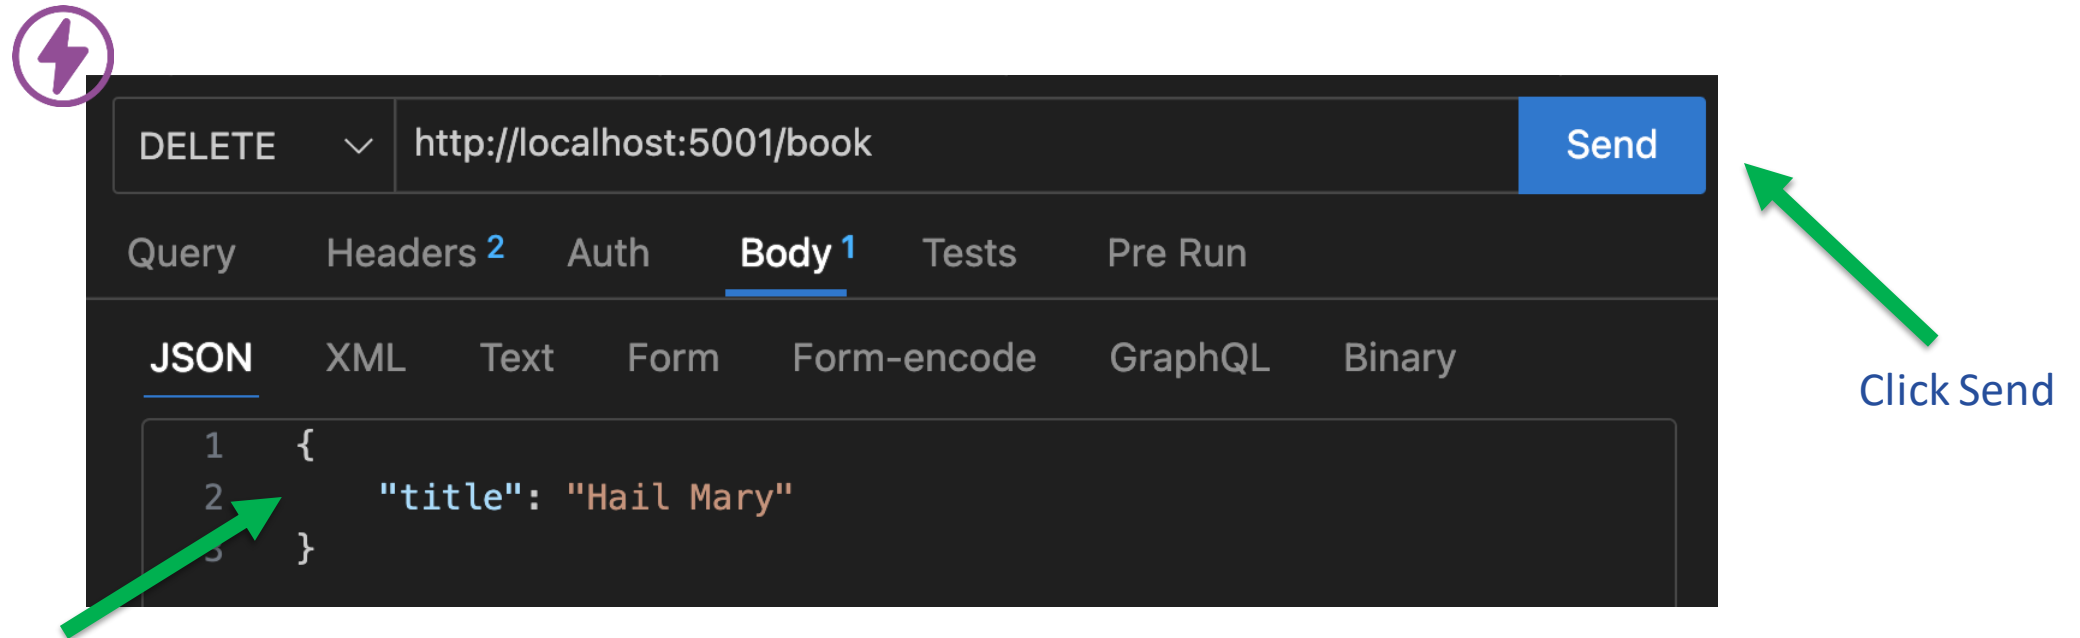 DELETE http://localhost:5001/book Send
Query Headers 2 Auth Body 1 Tests Pre Run
JSON XML Text Form Form-encode GraphQL Binary
1 {
2 "title": "Hail Mary"
3 }
Click Send